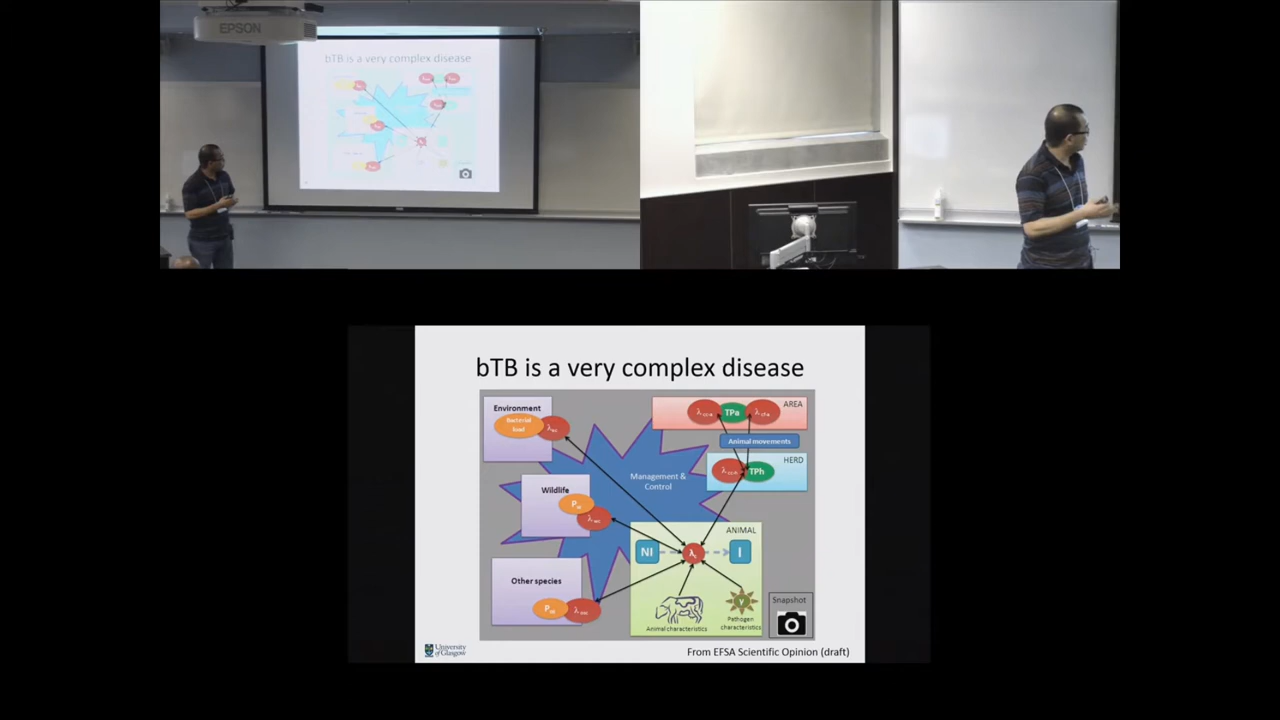 EPSON
bTB is a very complex disease
bTB is a very complex disease
Environment
Bacterial
load
AREA
TPa
Animal movements
HERD
TPh
Management &
Control
Wildlife
ANIMAL
NI
I
Other species
Animal characteristics
Pathogen
characteristics
Snapshot
University
of Glasgow
From EFSA Scientific Opinion (draft)